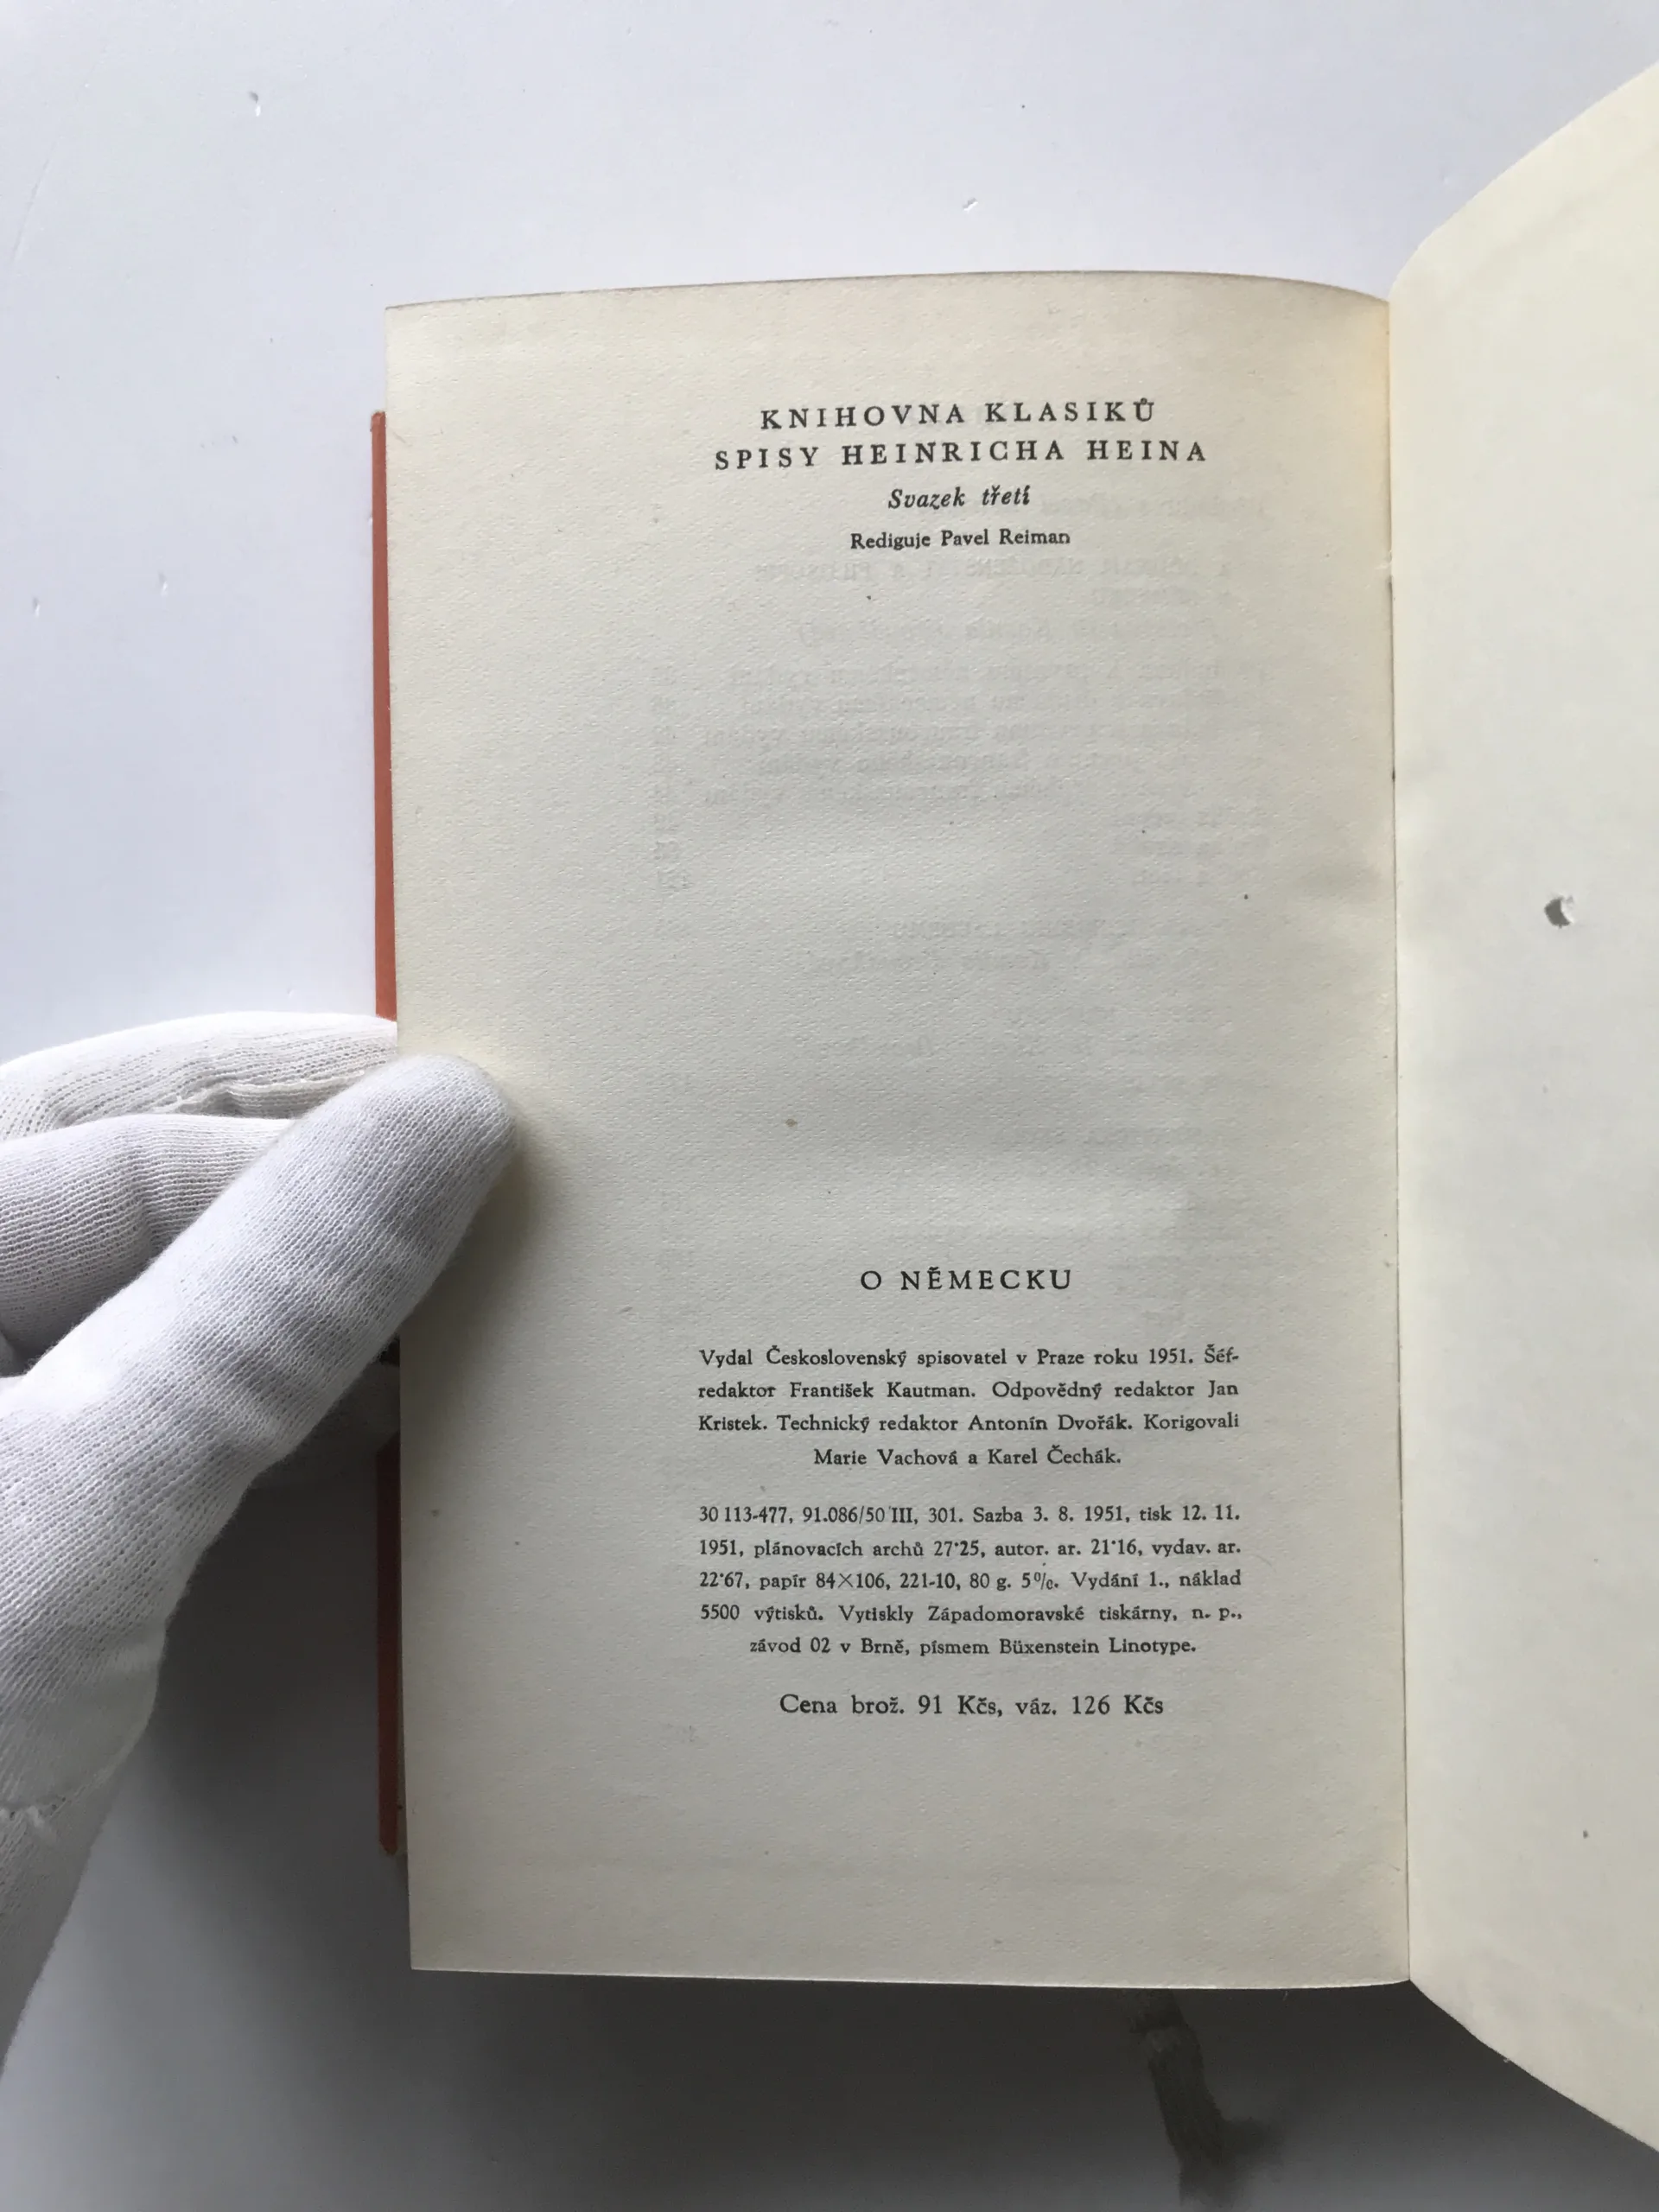 KNIHOVNA KLASIKŮ
SPISY HEINRICHA HEINA
Svazek třetí
Rediguje Pavel Reiman
O NĚMECKU
Vydal Československý spisovatel v Praze roku 1951. Šéf-
redaktor František Kautman. Odpovědný redaktor Jan
Kristek. Technický redaktor Antonín Dvořák. Korigovali
Marie Vachová a Karel Čechák.
30 113-477, 91.086/50 III, 301. Sazba 3. 8. 1951, tisk 12. 11.
1951, plánovacích archů 27·25, autor. ar. 21·16, vydav. ar.
22·67, papír 84×106, 221-10, 80 g. 5%. Vydání 1., náklad
5500 výtisků. Vytiskly Západomoravské tiskárny, n. p.,
závod 02 v Brně, písmem Büxenstein Linotype.
Cena brož. 91 Kčs, váz. 126 Kčs